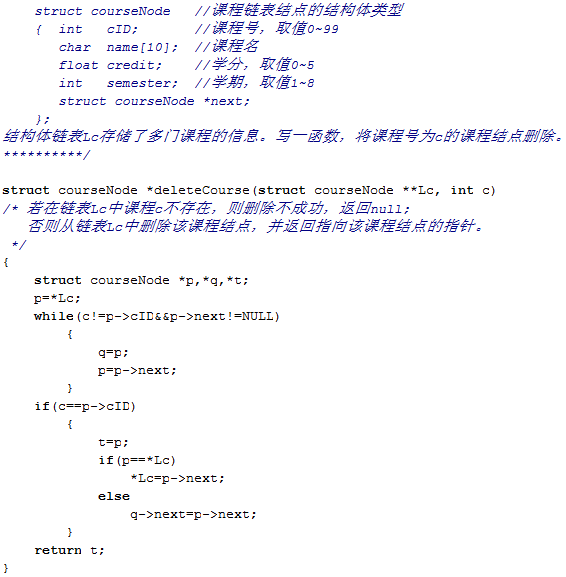 struct courseNode   //课程链表结点的结构体类型
{  int   cID;       //课程号，取值0~99
   char  name[10];  //课程名
   float credit;    //学分，取值0~5
   int   semester;  //学期，取值1~8
   struct courseNode *next;
};
结构体链表Lc存储了多门课程的信息。写一函数，将课程号为c的课程结点删除。
**********/
struct courseNode *deleteCourse(struct courseNode **Lc, int c)
/* 若在链表Lc中课程c不存在，则删除不成功，返回null；
   否则从链表Lc中删除该课程结点，并返回指向该课程结点的指针。
 */
{
    struct courseNode *p,*q,*t;
    p=*Lc;
    while(c!=p->cID&&p->next!=NULL)
        {
            q=p;
            p=p->next;
        }
    if(c==p->cID)
        {
            t=p;
            if(p==*Lc)
                *Lc=p->next;
            else
                q->next=p->next;
        }
    return t;
}